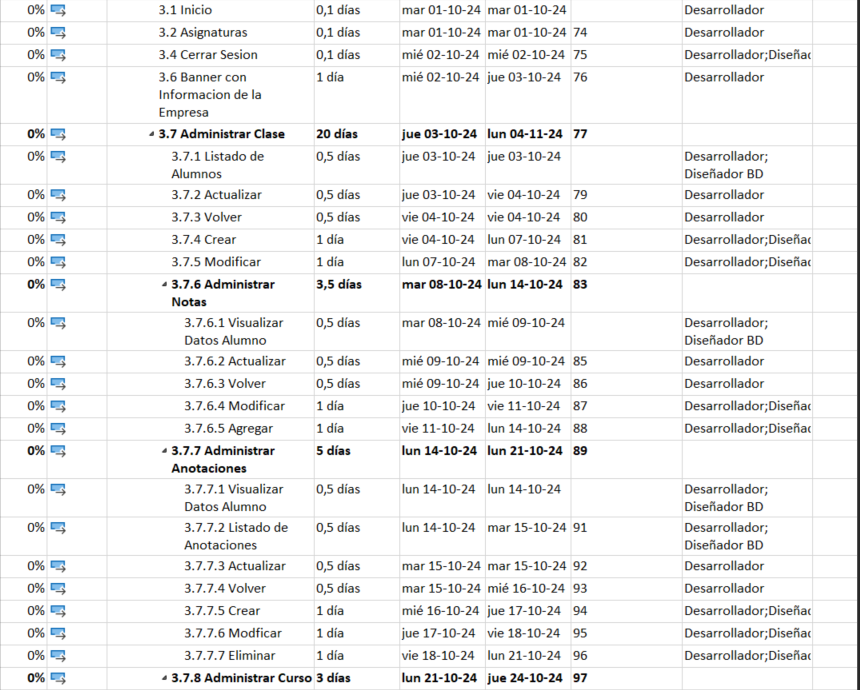 0% 3.1 Inicio 0,1 días mar 01-10-24 mar 01-10-24 Desarrollador
0% 3.2 Asignaturas 0,1 días mar 01-10-24 mar 01-10-24 74 Desarrollador
0% 3.4 Cerrar Sesion 0,1 días mié 02-10-24 mié 02-10-24 75 Desarrollador;Diseñac
0% 3.6 Banner con 1 día mié 02-10-24 jue 03-10-24 76 Desarrollador
Informacion de la
Empresa
0% 3.7 Administrar Clase 20 días jue 03-10-24 lun 04-11-24 77
0% 3.7.1 Listado de 0,5 días jue 03-10-24 jue 03-10-24 Desarrollador;
Alumnos Diseñador BD
0% 3.7.2 Actualizar 0,5 días jue 03-10-24 vie 04-10-24 79 Desarrollador
0% 3.7.3 Volver 0,5 días vie 04-10-24 vie 04-10-24 80 Desarrollador
0% 3.7.4 Crear 1 día vie 04-10-24 lun 07-10-24 81 Desarrollador;Diseñac
0% 3.7.5 Modificar 1 día lun 07-10-24 mar 08-10-24 82 Desarrollador;Diseñac
0% 3.7.6 Administrar 3,5 días mar 08-10-24 lun 14-10-24 83
Notas
0% 3.7.6.1 Visualizar 0,5 días mar 08-10-24 mié 09-10-24 Desarrollador;
Datos Alumno Diseñador BD
0% 3.7.6.2 Actualizar 0,5 días mié 09-10-24 mié 09-10-24 85 Desarrollador
0% 3.7.6.3 Volver 0,5 días mié 09-10-24 jue 10-10-24 86 Desarrollador
0% 3.7.6.4 Modificar 1 día jue 10-10-24 vie 11-10-24 87 Desarrollador;Diseñac
0% 3.7.6.5 Agregar 1 día vie 11-10-24 lun 14-10-24 88 Desarrollador;Diseñac
0% 3.7.7 Administrar 5 días lun 14-10-24 lun 21-10-24 89
Anotaciones
0% 3.7.7.1 Visualizar 0,5 días lun 14-10-24 lun 14-10-24 Desarrollador;
Datos Alumno Diseñador BD
0% 3.7.7.2 Listado de 0,5 días lun 14-10-24 mar 15-10-24 91 Desarrollador;
Anotaciones Diseñador BD
0% 3.7.7.3 Actualizar 0,5 días mar 15-10-24 mar 15-10-24 92 Desarrollador
0% 3.7.7.4 Volver 0,5 días mar 15-10-24 mié 16-10-24 93 Desarrollador
0% 3.7.7.5 Crear 1 día mié 16-10-24 jue 17-10-24 94 Desarrollador;Diseñac
0% 3.7.7.6 Modficar 1 día jue 17-10-24 vie 18-10-24 95 Desarrollador;Diseñac
0% 3.7.7.7 Eliminar 1 día vie 18-10-24 lun 21-10-24 96 Desarrollador;Diseñac
0% 3.7.8 Administrar Curso 3 días lun 21-10-24 jue 24-10-24 97